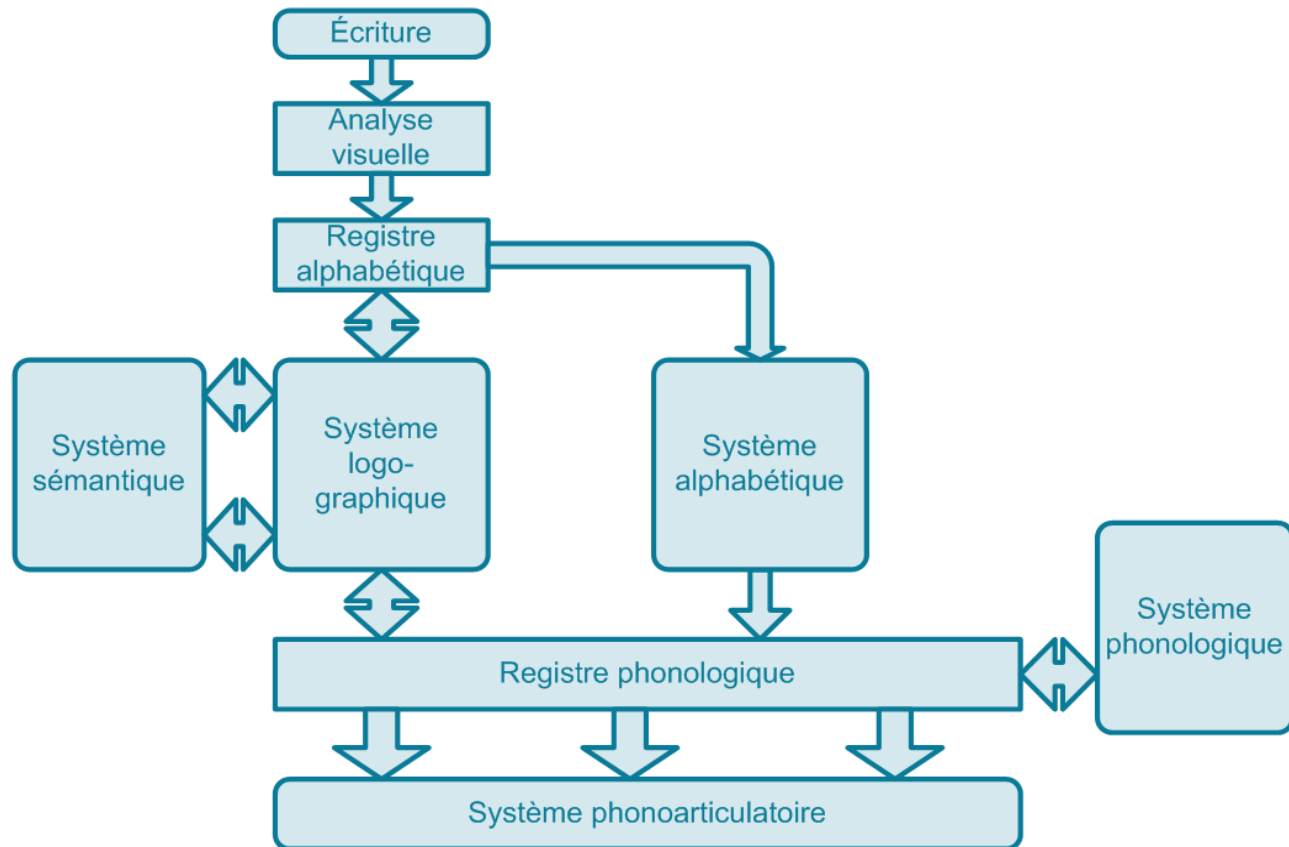 Écriture
Analyse
visuelle
Registre
alphabétique
Système
sémantique
Système
logo-
graphique
Système
alphabétique
Système
phonologique
Registre phonologique
Système phonoarticulatoire